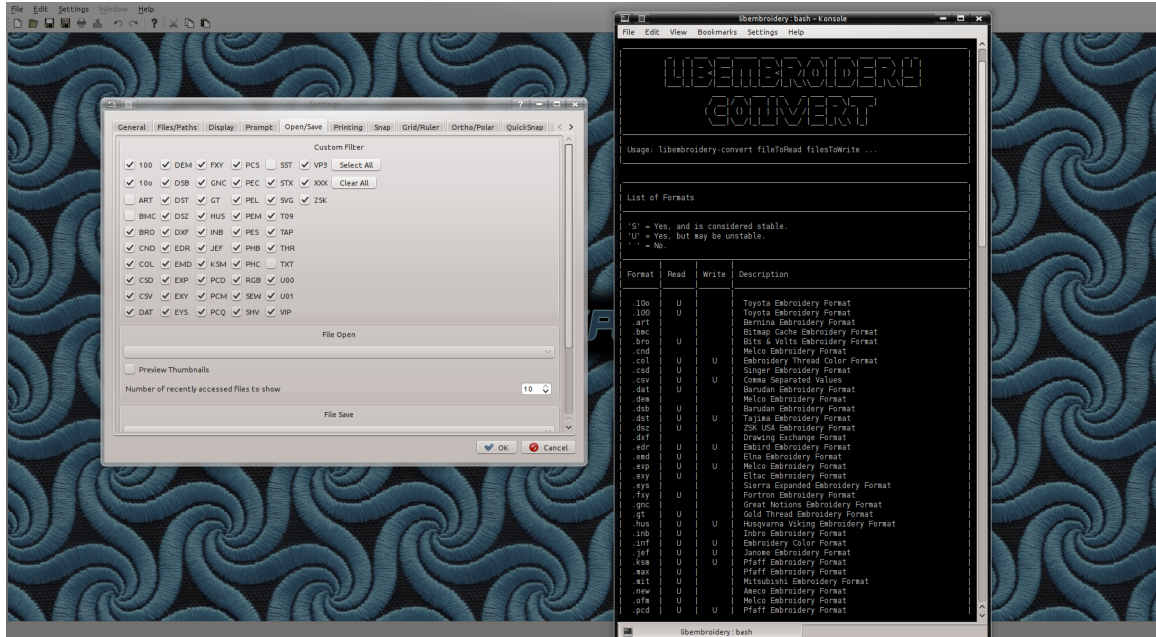 File Edit Settings Window Help
Settings
General Files/Paths Display Prompt Open/Save Printing Snap Grid/Ruler Ortho/Polar QuickSnap
Custom Filter
100 DEM FXY PCS SST VP3 Select All
10o DSB GNC PEC STX XXX Clear All
ART DST GT PEL SVG ZSK
BMC DSZ HUS PEM T09
BRO DXF INB PES TAP
CND EDR JEF PHB THR
COL EMD KSM PHC TXT
CSD EXP PCD RGB U00
CSV EXY PCM SEW U01
DAT EYS PCQ SHV VIP
File Open
Preview Thumbnails
Number of recently accessed files to show 10
File Save
OK Cancel
libembroidery : bash – Konsole
File Edit View Bookmarks Settings Help
LIBEMBROIDERY
CONVERT
Usage: libembroidery-convert fileToRead filesToWrite ...
List of Formats
'S' = Yes, and is considered stable.
'U' = Yes, but may be unstable.
' ' = No.
Format | Read | Write | Description
.10o | U | | Toyota Embroidery Format
.100 | U | | Toyota Embroidery Format
.art | | | Bernina Embroidery Format
.bmc | | | Bitmap Cache Embroidery Format
.bro | U | | Bits & Volts Embroidery Format
.cnd | | | Melco Embroidery Format
.col | U | U | Embroidery Thread Color Format
.csd | U | | Singer Embroidery Format
.csv | U | U | Comma Separated Values
.dat | U | | Barudan Embroidery Format
.dem | | | Melco Embroidery Format
.dsb | U | | Barudan Embroidery Format
.dst | U | U | Tajima Embroidery Format
.dsz | U | | ZSK USA Embroidery Format
.dxf | | | Drawing Exchange Format
.edr | U | U | Embird Embroidery Format
.emd | U | | Elna Embroidery Format
.exp | U | U | Melco Embroidery Format
.exy | U | | Eltac Embroidery Format
.eys | | | Sierra Expanded Embroidery Format
.fxy | U | | Fortron Embroidery Format
.gnc | | | Great Notions Embroidery Format
.gt | U | | Gold Thread Embroidery Format
.hus | U | U | Husqvarna Viking Embroidery Format
.inb | U | | Inbro Embroidery Format
.inf | U | U | Embroidery Color Format
.jef | U | U | Janome Embroidery Format
.ksm | U | U | Pfaff Embroidery Format
.max | U | | Pfaff Embroidery Format
.mit | U | | Mitsubishi Embroidery Format
.new | U | | Ameco Embroidery Format
.ofm | U | | Melco Embroidery Format
.pcd | U | U | Pfaff Embroidery Format
libembroidery : bash